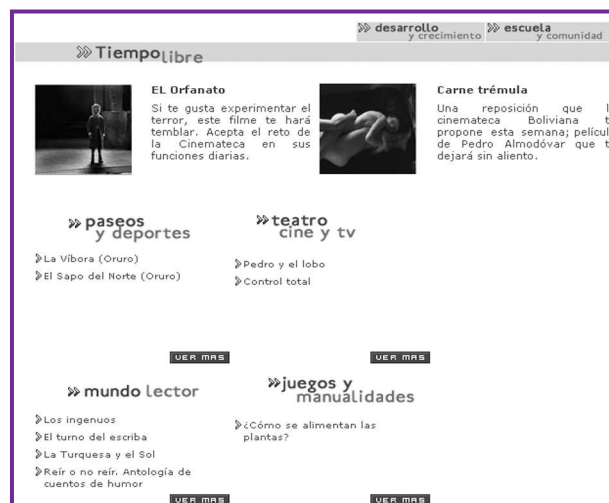 desarrollo
y crecimiento
escuela
y comunidad
Tiempo libre
EL Orfanato
Si te gusta experimentar el
terror, este filme te hará
temblar. Acepta el reto de
la Cinemateca en sus
funciones diarias.
Carne trémula
Una reposición que l
cinemateca Boliviana t
propone esta semana; películ
de Pedro Almodóvar que t
dejará sin aliento.
paseos
y deportes
La Víbora (Oruro)
El Sapo del Norte (Oruro)
VER MAS
teatro
cine y tv
Pedro y el lobo
Control total
VER MAS
mundo lector
Los ingenuos
El turno del escriba
La Turquesa y el Sol
Reír o no reír. Antología de
cuentos de humor
VER MAS
juegos y
manualidades
¿Cómo se alimentan las
plantas?
VER MAS